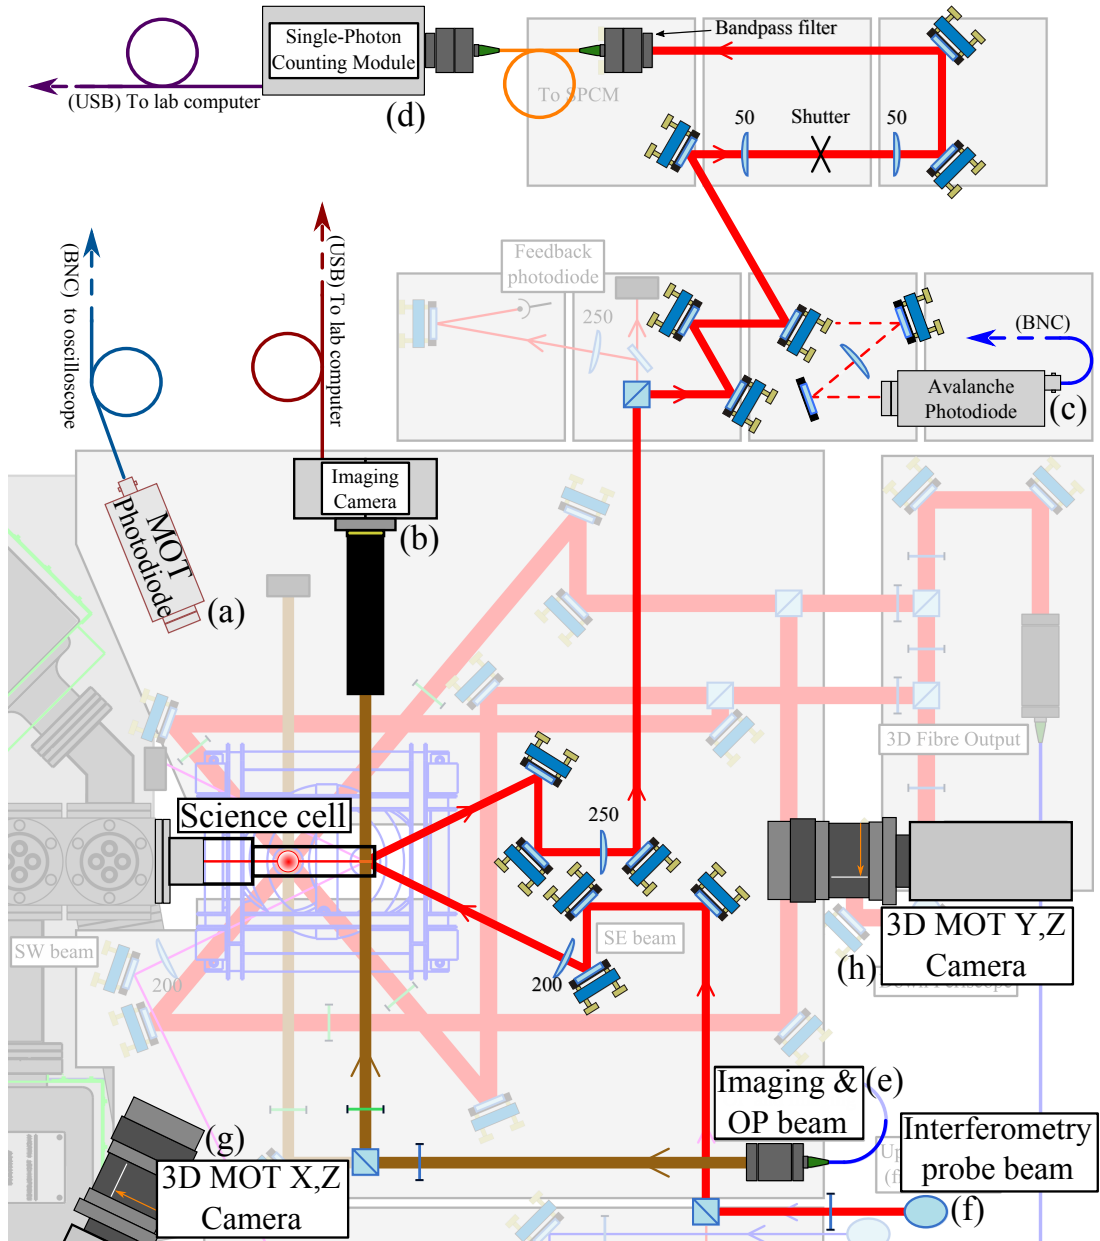 Single-Photon
Counting Module
Bandpass filter
(USB) To lab computer
(d)
To SPCM
50
Shutter
50
(BNC) to oscilloscope
(USB) To lab computer
Feedback
photodiode
250
(BNC)
Avalanche
Photodiode
(c)
Imaging
Camera
(b)
MOT
Photodiode
(a)
3D Fibre Output
Science cell
250
SW beam
200
SE beam
200
3D MOT Y,Z
Camera
(h)
Down Periscope
Imaging &
OP beam
(e)
Interferometry
probe beam
(f)
(g)
3D MOT X,Z
Camera